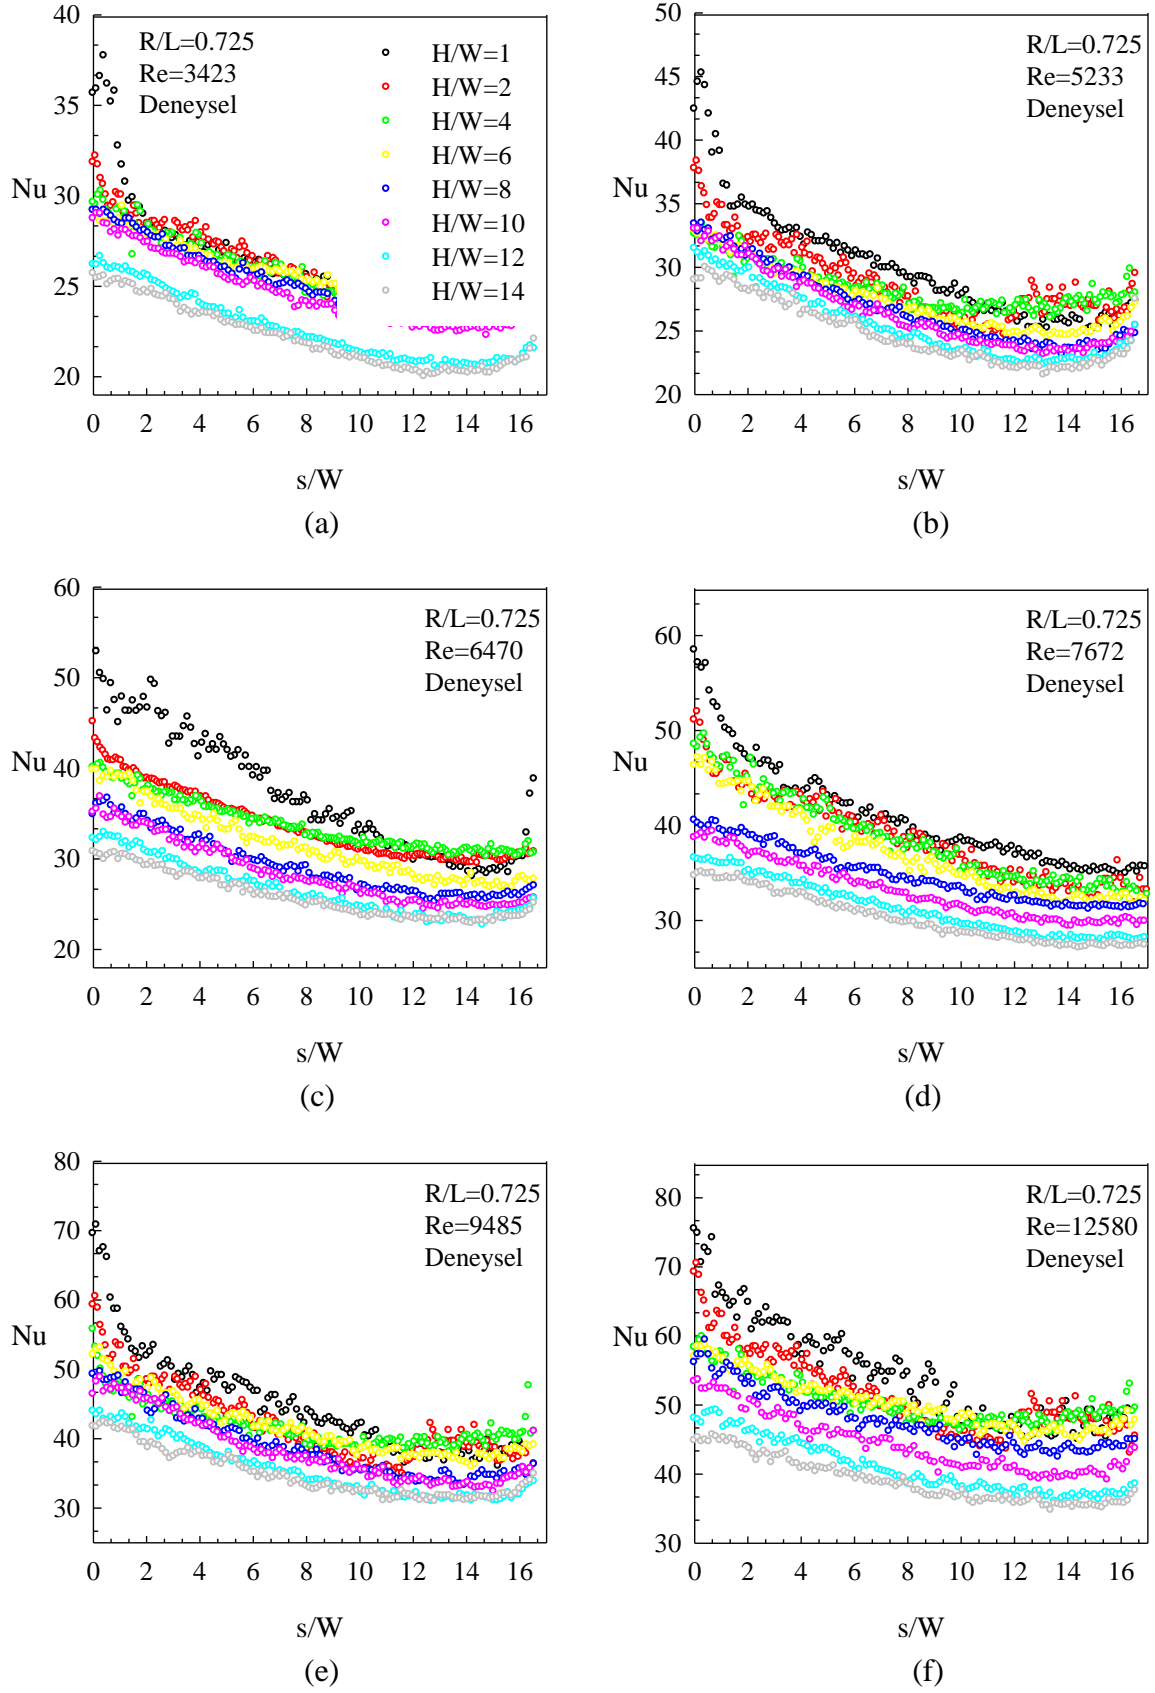 40
35
30
25
20
Nu
R/L=0.725
Re=3423
Deneysel
H/W=1
H/W=2
H/W=4
H/W=6
H/W=8
H/W=10
H/W=12
H/W=14
0 2 4 6 8 10 12 14 16
s/W
(a)
50
45
40
35
30
25
20
Nu
R/L=0.725
Re=5233
Deneysel
0 2 4 6 8 10 12 14 16
s/W
(b)
60
50
40
30
20
Nu
R/L=0.725
Re=6470
Deneysel
0 2 4 6 8 10 12 14 16
s/W
(c)
60
50
40
30
Nu
R/L=0.725
Re=7672
Deneysel
0 2 4 6 8 10 12 14 16
s/W
(d)
80
70
60
50
40
30
Nu
R/L=0.725
Re=9485
Deneysel
0 2 4 6 8 10 12 14 16
s/W
(e)
80
70
60
50
40
30
Nu
R/L=0.725
Re=12580
Deneysel
0 2 4 6 8 10 12 14 16
s/W
(f)